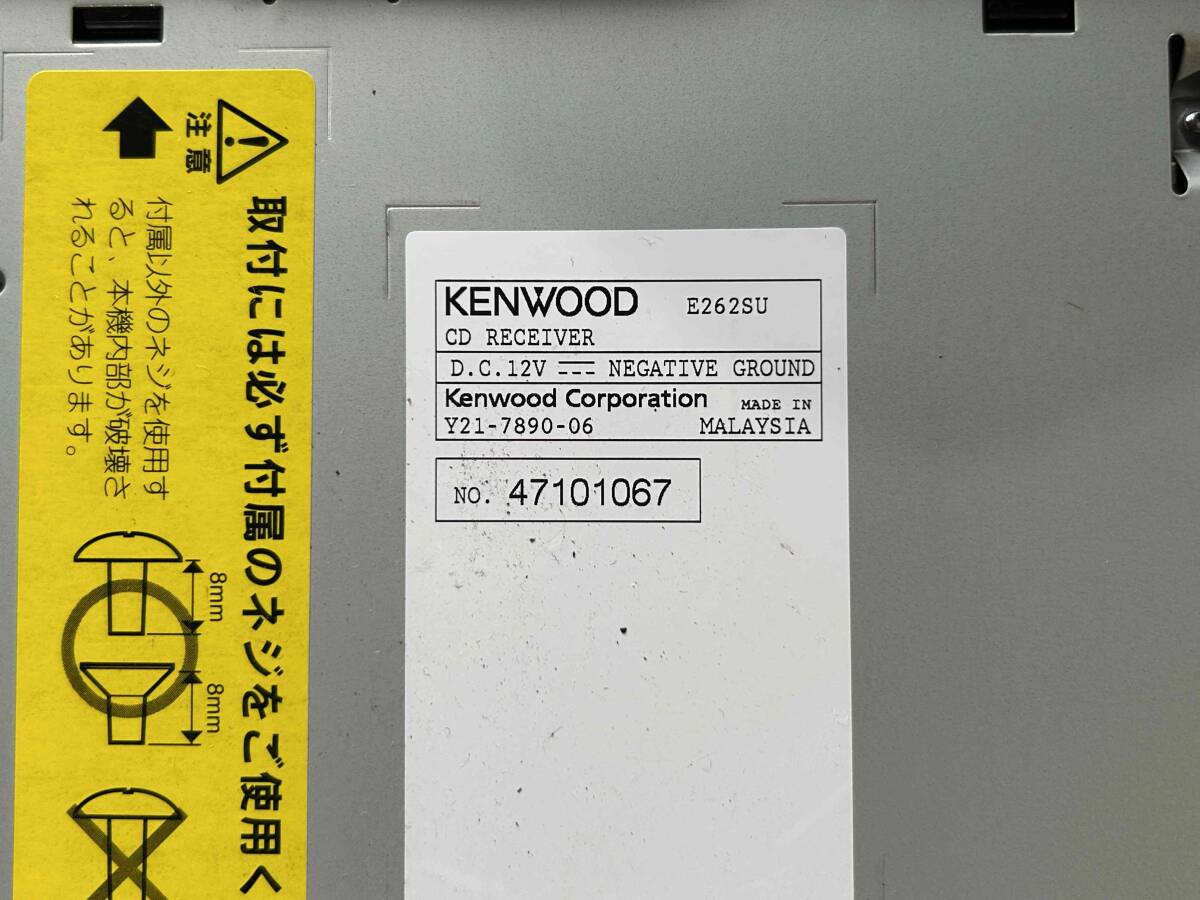 注意
取付には必ず付属のネジをご使用く
付属以外のネジを使用す
ると、本機内部が破壊さ
れることがあります。
8mm
8mm
KENWOOD E262SU
CD RECEIVER
D.C.12V NEGATIVE GROUND
Kenwood Corporation MADE IN
Y21-7890-06 MALAYSIA
NO. 47101067